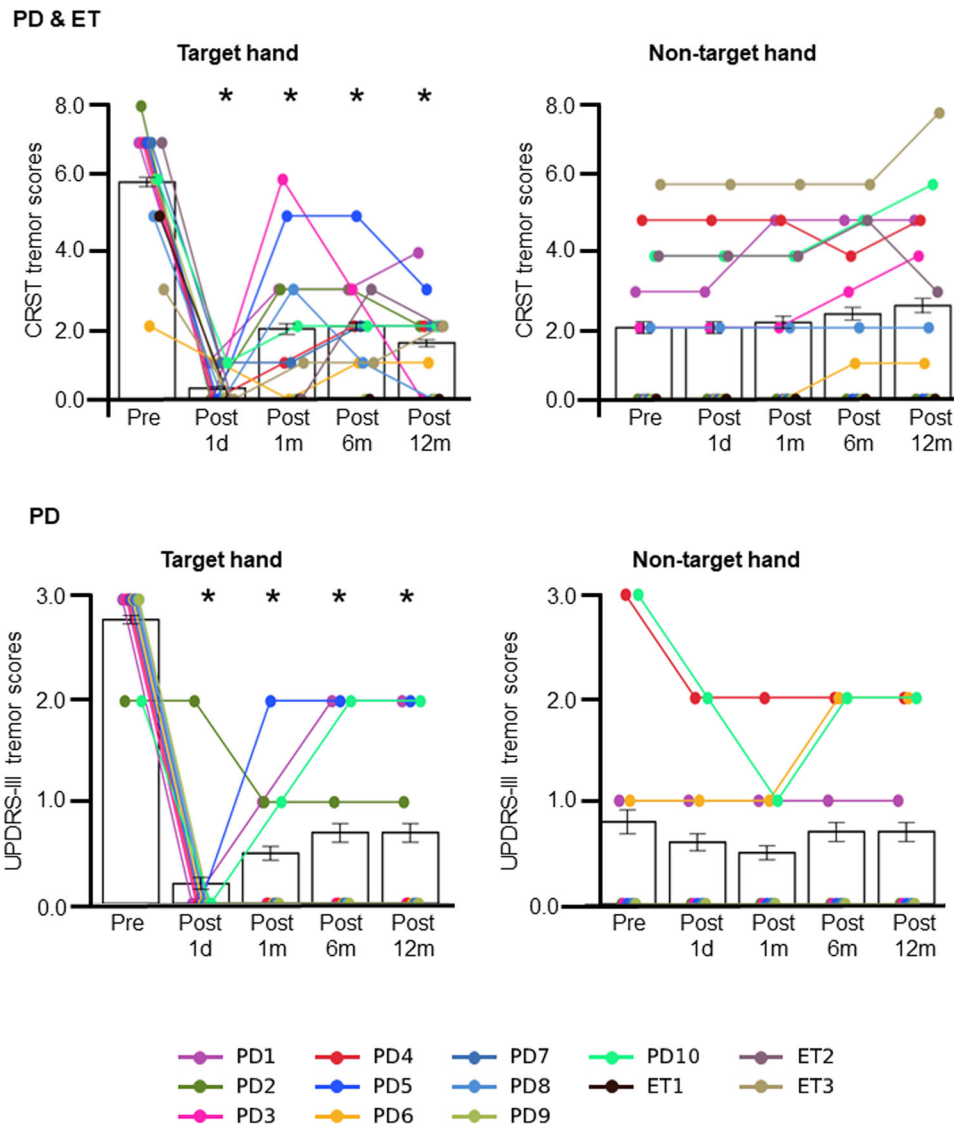 PD & ET
Target hand
Non-target hand
* * * *
CRST tremor scores
8.0
6.0
4.0
2.0
0.0
Pre Post Post Post Post
1d 1m 6m 12m
CRST tremor scores
8.0
6.0
4.0
2.0
0.0
Pre Post Post Post Post
1d 1m 6m 12m
PD
Target hand
Non-target hand
* * * *
UPDRS-III tremor scores
3.0
2.0
1.0
0.0
Pre Post Post Post Post
1d 1m 6m 12m
UPDRS-III tremor scores
3.0
2.0
1.0
0.0
Pre Post Post Post Post
1d 1m 6m 12m
PD1 PD4 PD7 PD10 ET2
PD2 PD5 PD8 ET1 ET3
PD3 PD6 PD9